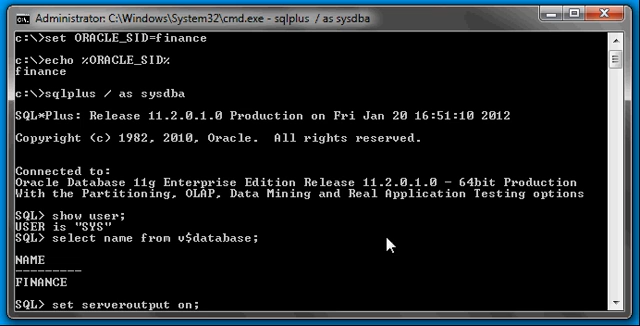 Administrator: C:\Windows\System32\cmd.exe - sqlplus / as sysdba
c:\>set ORACLE_SID=finance
c:\>echo %ORACLE_SID%
finance
c:\>sqlplus / as sysdba
SQL*Plus: Release 11.2.0.1.0 Production on Fri Jan 20 16:51:10 2012
Copyright (c) 1982, 2010, Oracle.  All rights reserved.
Connected to:
Oracle Database 11g Enterprise Edition Release 11.2.0.1.0 - 64bit Production
With the Partitioning, OLAP, Data Mining and Real Application Testing options
SQL> show user;
USER is "SYS"
SQL> select name from v$database;
NAME
---------
FINANCE
SQL> set serveroutput on;